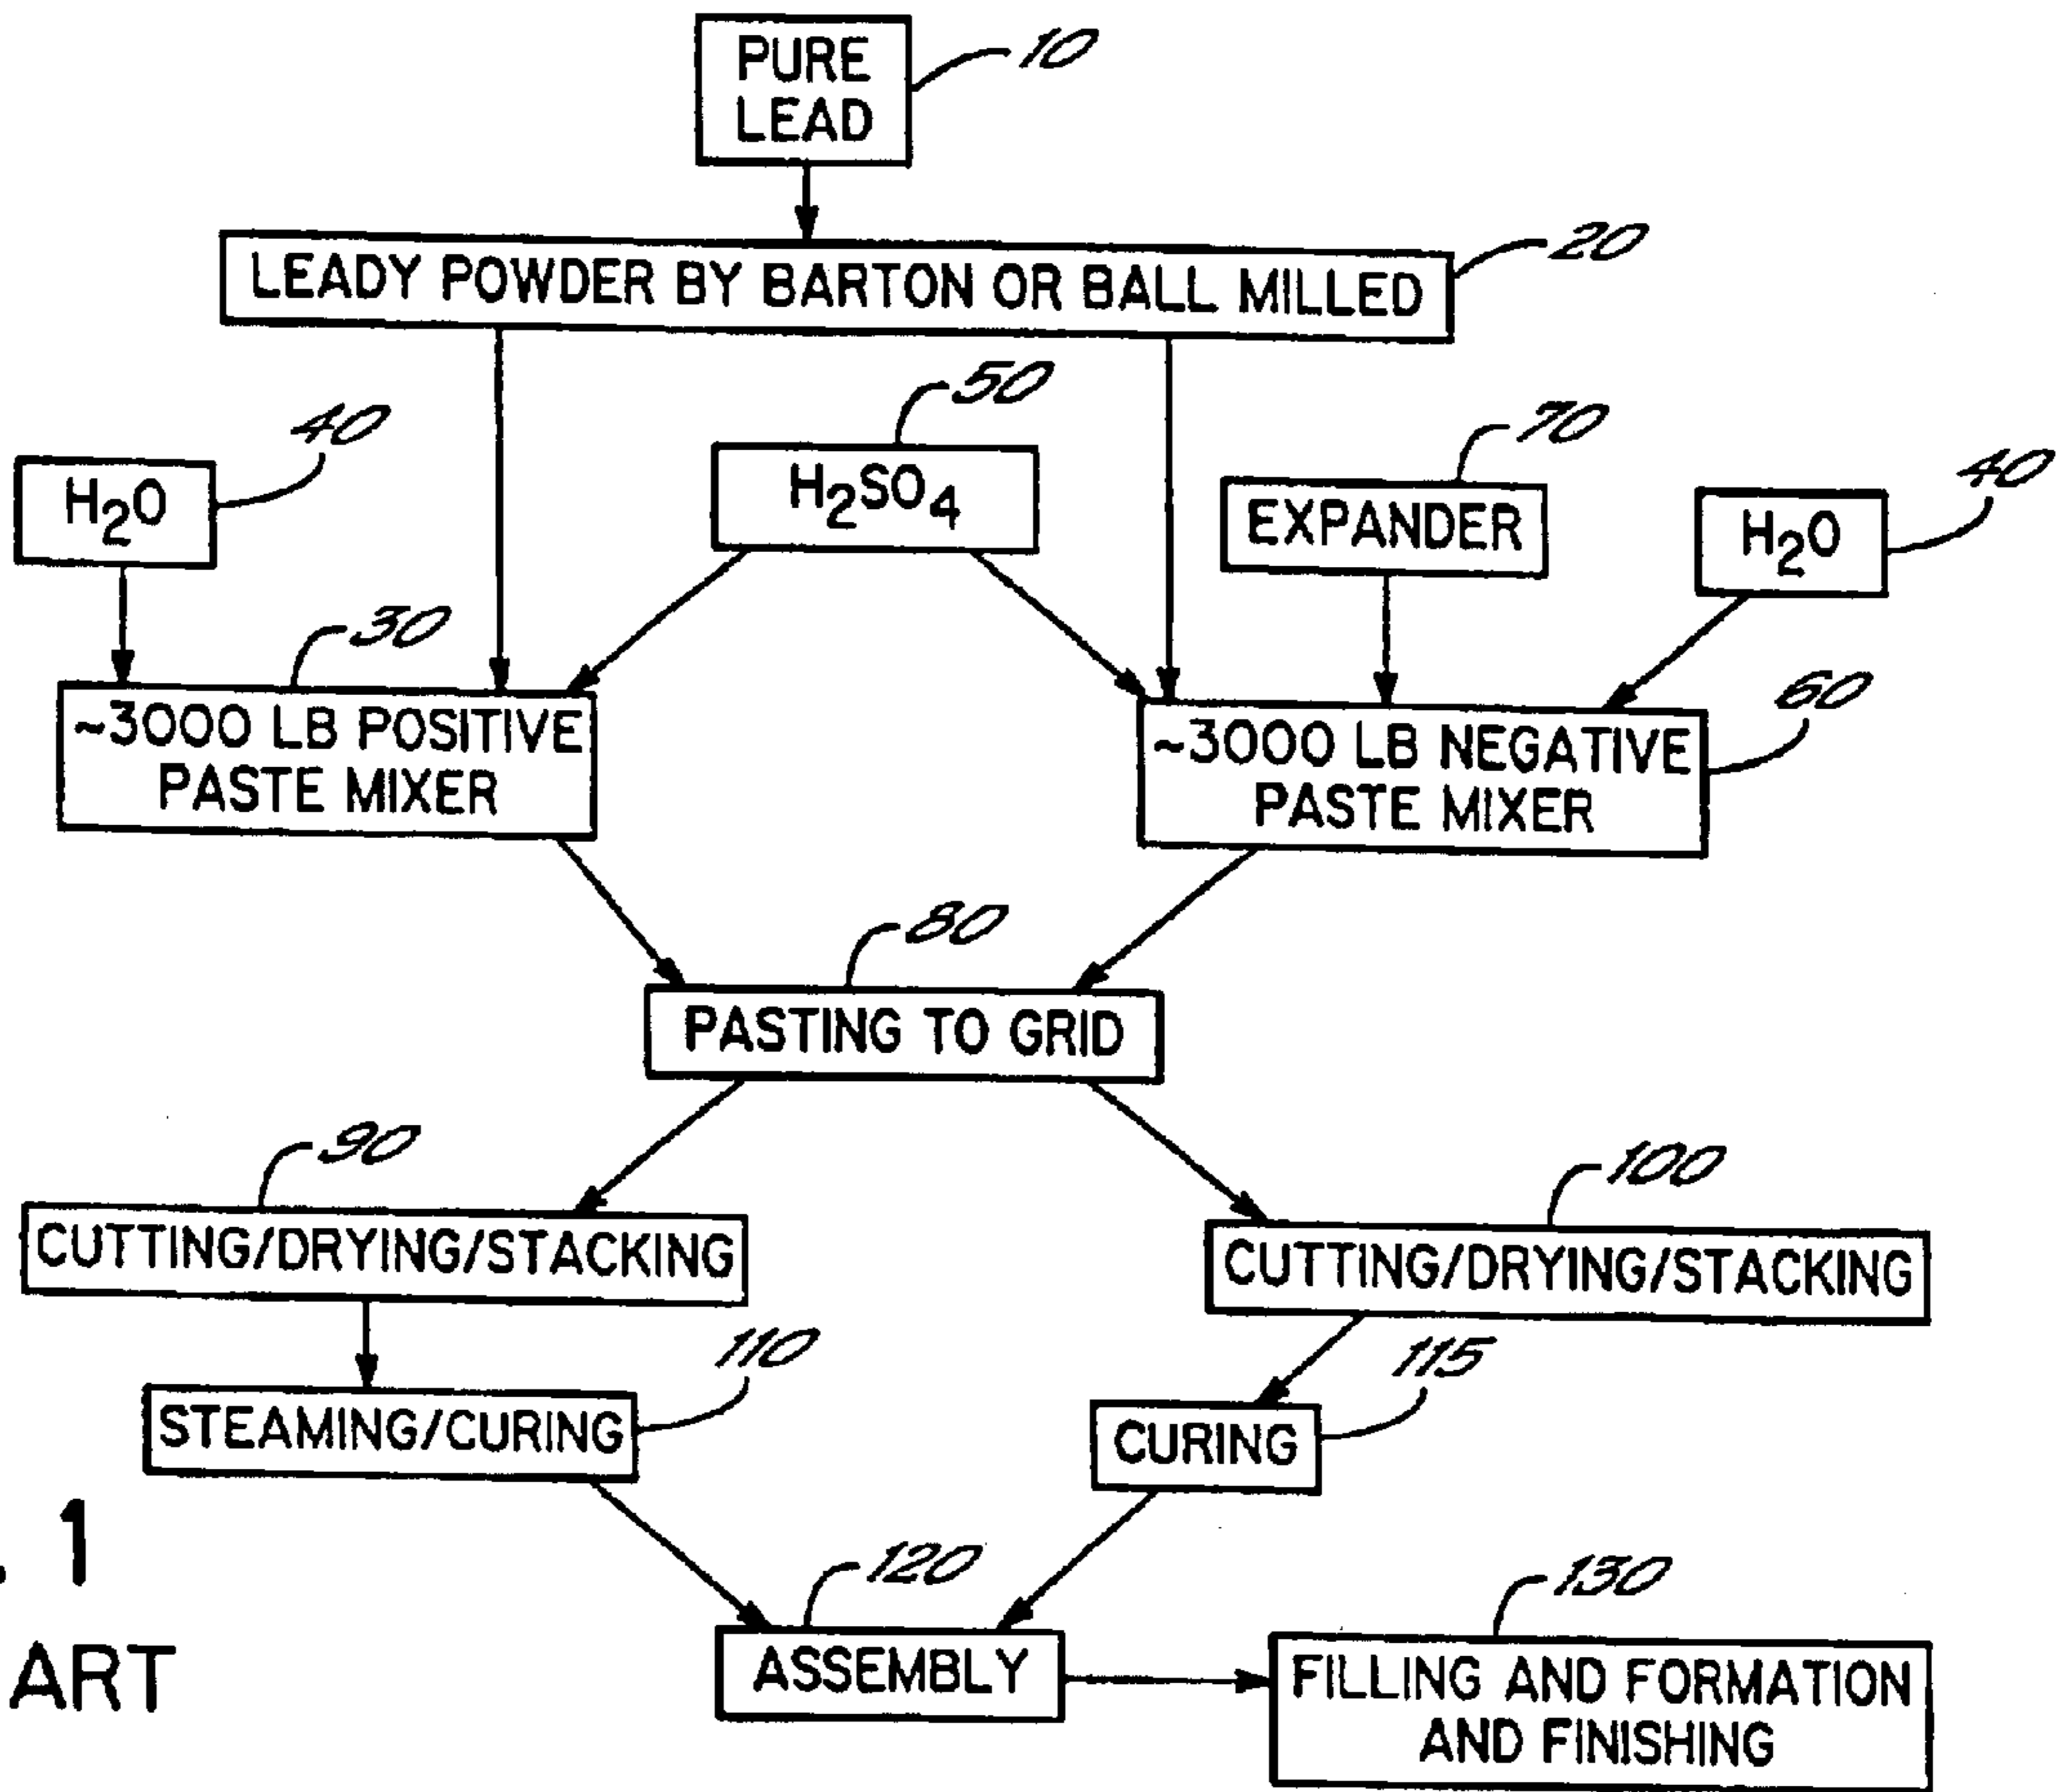 PURE
LEAD
10
LEADY POWDER BY BARTON OR BALL MILLED
20
40
H2O
50
H2SO4
70
EXPANDER
40
H2O
30
~3000 LB POSITIVE
PASTE MIXER
60
~3000 LB NEGATIVE
PASTE MIXER
80
PASTING TO GRID
90
CUTTING/DRYING/STACKING
100
CUTTING/DRYING/STACKING
110
STEAMING/CURING
115
CURING
1
ART
120
ASSEMBLY
130
FILLING AND FORMATION
AND FINISHING